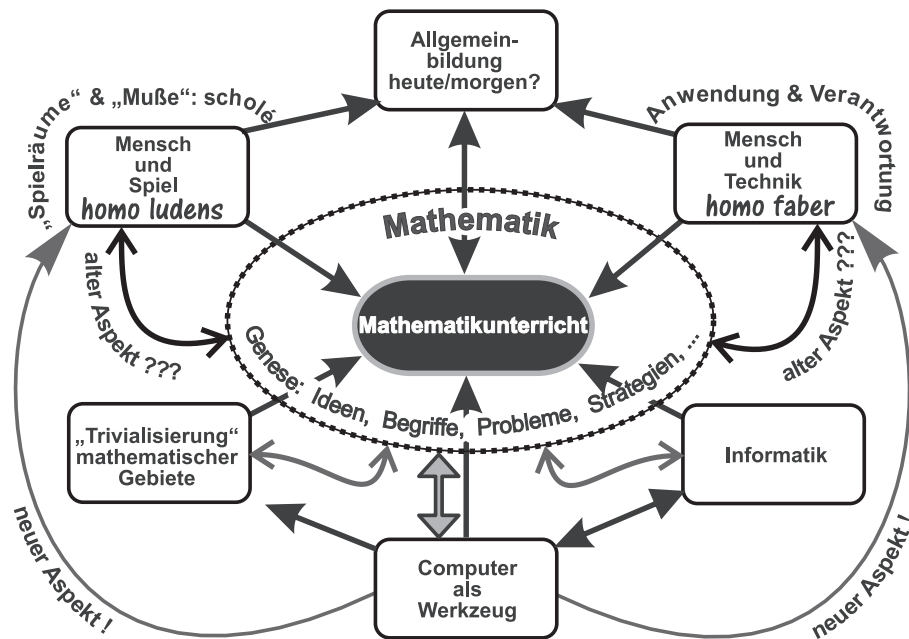 Allgemein-
bildung
heute/morgen?
“Spielräume“ & „Muße“: scholé
Anwendung & Verantwortung
Mensch
und
Spiel
homo ludens
Mensch
und
Technik
homo faber
Mathematik
alter Aspekt ???
alter Aspekt ???
Mathematikunterricht
Genese: Ideen, Begriffe, Probleme, Strategien, ...
„Trivialisierung“
mathematischer
Gebiete
Informatik
neuer Aspekt !
neuer Aspekt !
Computer
als
Werkzeug